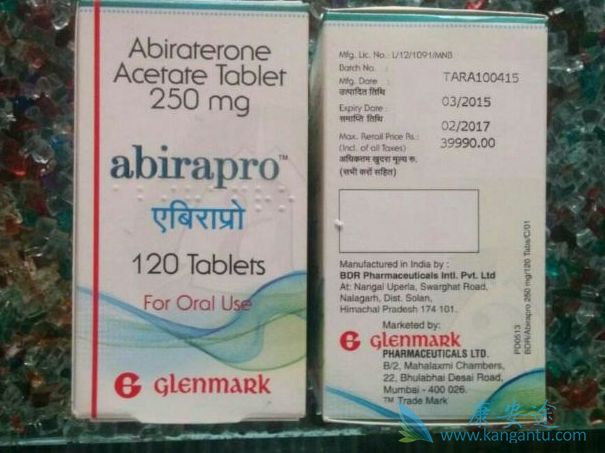 Abiraterone
Acetate Tablet
250 mg
abirapro™
एबिराप्रो
120 Tablets
For Oral Use
G glenmark
Mfg. Lic. No.: L/12/1091/MNB
Batch No. :
Mfg. Date : TARA100415
उत्पादित तिथि
03/2015
Expiry Date :
समाप्ति तिथि
02/2017
Max. Retail Price Rs.: 39990.00
(Incl. of all Taxes)
अधिकतम खुदरा मूल्य रु.
(सभी करों सहित)
Manufactured in India by :
BDR Pharmaceuticals Intl. Pvt. Ltd
At: Nangal Uperla, Swarghat Road,
Nalagarh, Dist. Solan,
Himachal Pradesh 174 101.
Marketed by:
G glenmark
PHARMACEUTICALS LTD.
B/2, Mahalaxmi Chambers,
22, Bhulabhai Desai Road,
Mumbai - 400 026.
™ Trade Mark
PD0513
BDR/Abirapro 250 mg/120 Tabs/C/01
康安途
www.kangantu.com